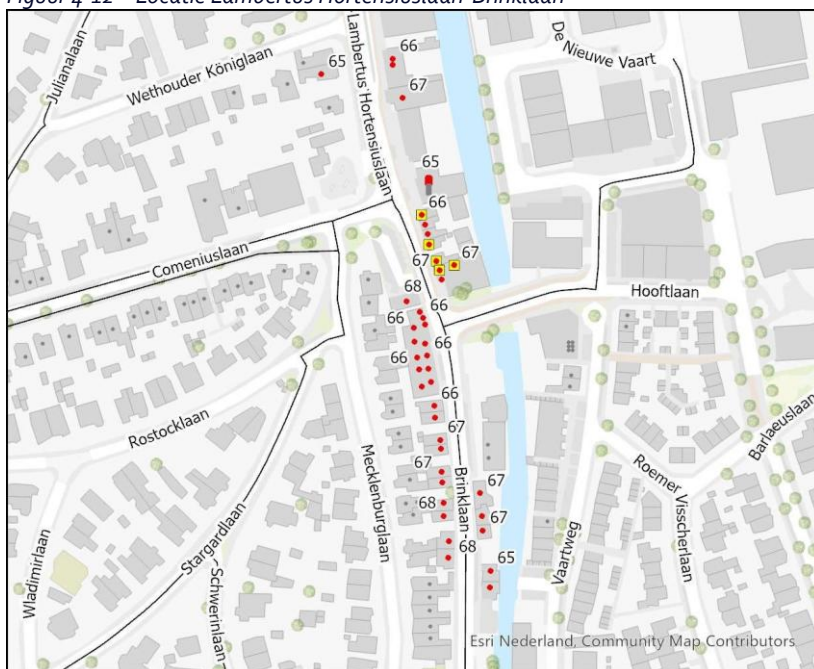 Figuur 4-12 Locatie Lambertus Hortensiuslaan-Brinklaan
De Nieuwe Vaart
Julianalaan
Lambertus Hortensiuslaan
66
65
Wethouder Königlaan
67
65
66
Comeniuslaan
67
67
68
66
Hooftlaan
66
66
66
66
Rostocklaan
67
Barlaeuslaan
Mecklenburglaan
67
Brinklaan
Roemer Visscherlaan
67
68
67
Stargardlaan
68
Vaartweg
65
Wladimirlaan
Schwerinlaan
Esri Nederland, Community Map Contributors